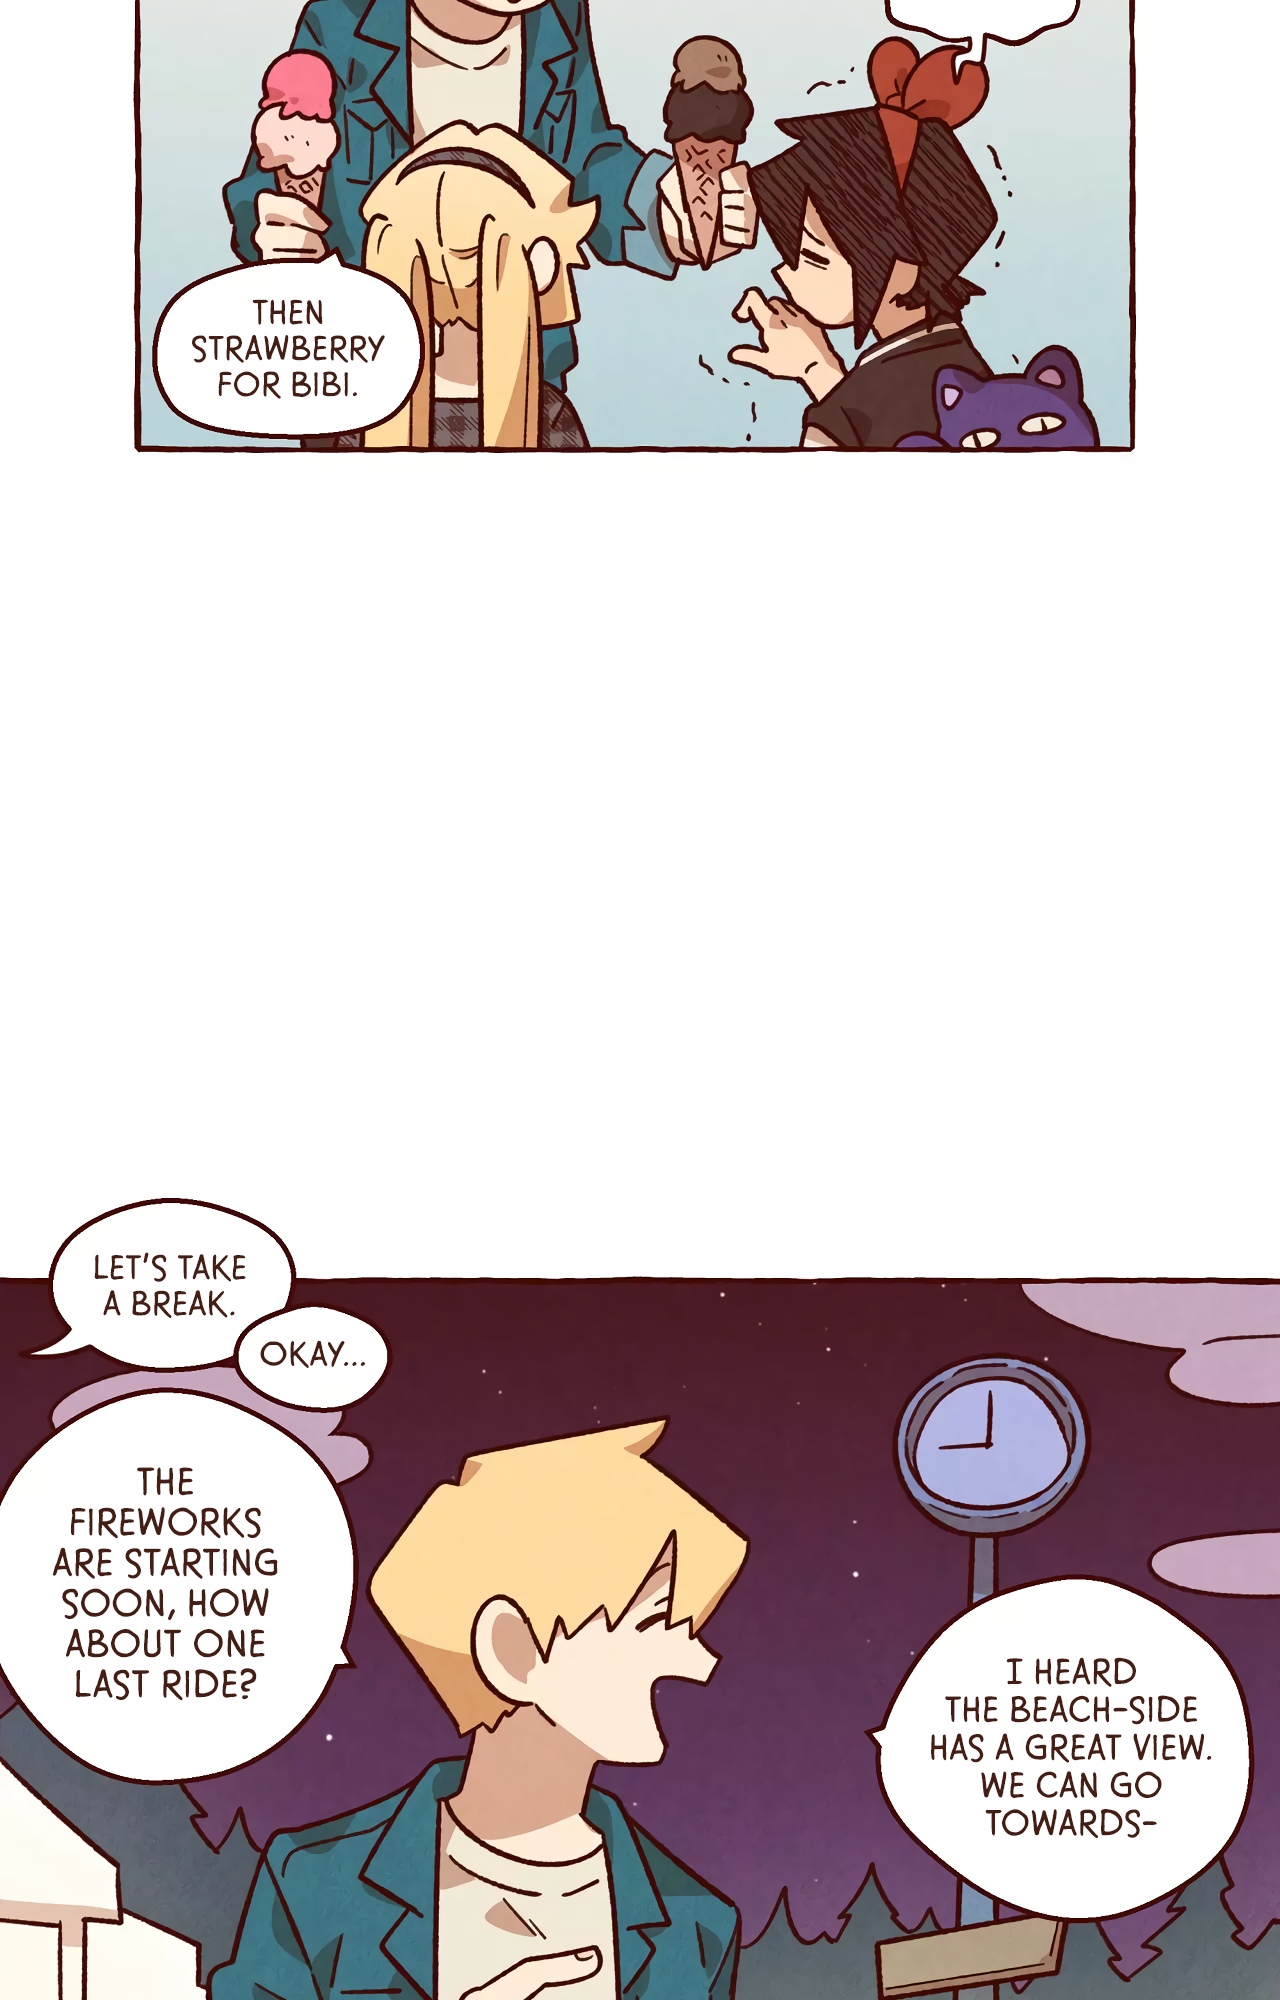 THEN
STRAWBERRY
FOR BIBI.
LET'S TAKE
A BREAK.
OKAY...
THE
FIREWORKS
ARE STARTING
SOON, HOW
ABOUT ONE
LAST RIDE?
I HEARD
THE BEACH-SIDE
HAS A GREAT VIEW.
WE CAN GO
TOWARDS-